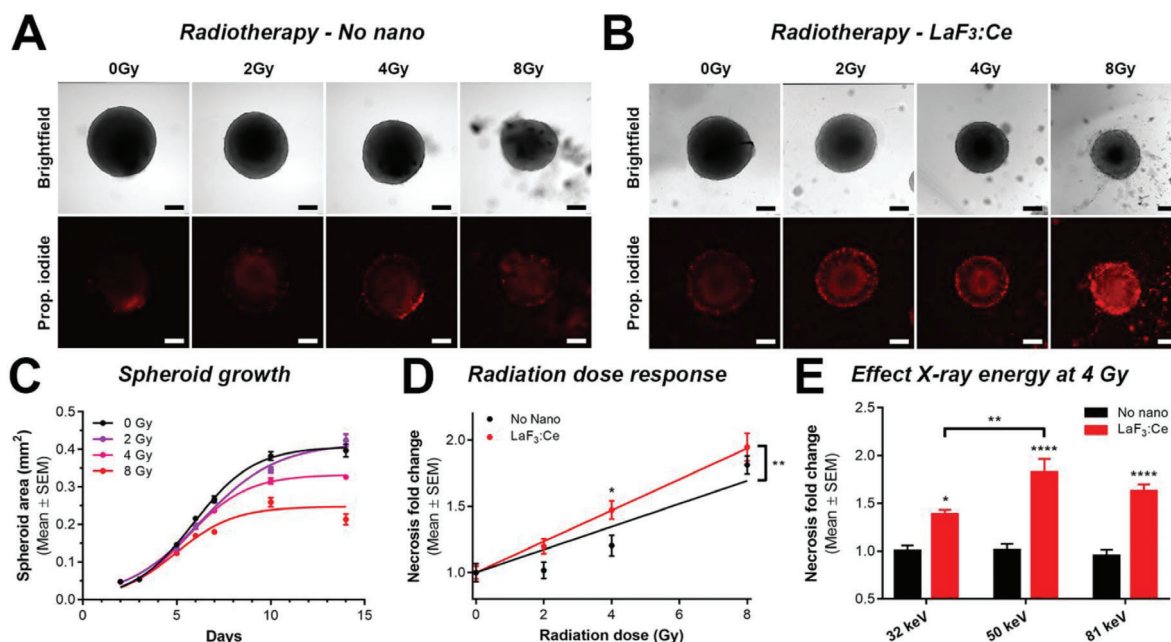 A
Radiotherapy - No nano
0Gy 2Gy 4Gy 8Gy
Brightfield
Prop. iodide
B
Radiotherapy - LaF₃:Ce
0Gy 2Gy 4Gy 8Gy
Brightfield
Prop. iodide
C
Spheroid growth
Spheroid area (mm²)
(Mean ± SEM)
0.5
0.4
0.3
0.2
0.1
0.0
0 Gy
2 Gy
4 Gy
8 Gy
0 5 10 15
Days
D
Radiation dose response
Necrosis fold change
(Mean ± SEM)
2.0
1.5
1.0
No Nano
LaF₃:Ce
*
**
0 2 4 6 8
Radiation dose (Gy)
E
Effect X-ray energy at 4 Gy
Necrosis fold change
(Mean ± SEM)
2.5
2.0
1.5
1.0
0.5
No nano
LaF₃:Ce
**
* **** ****
32 keV 50 keV 81 keV